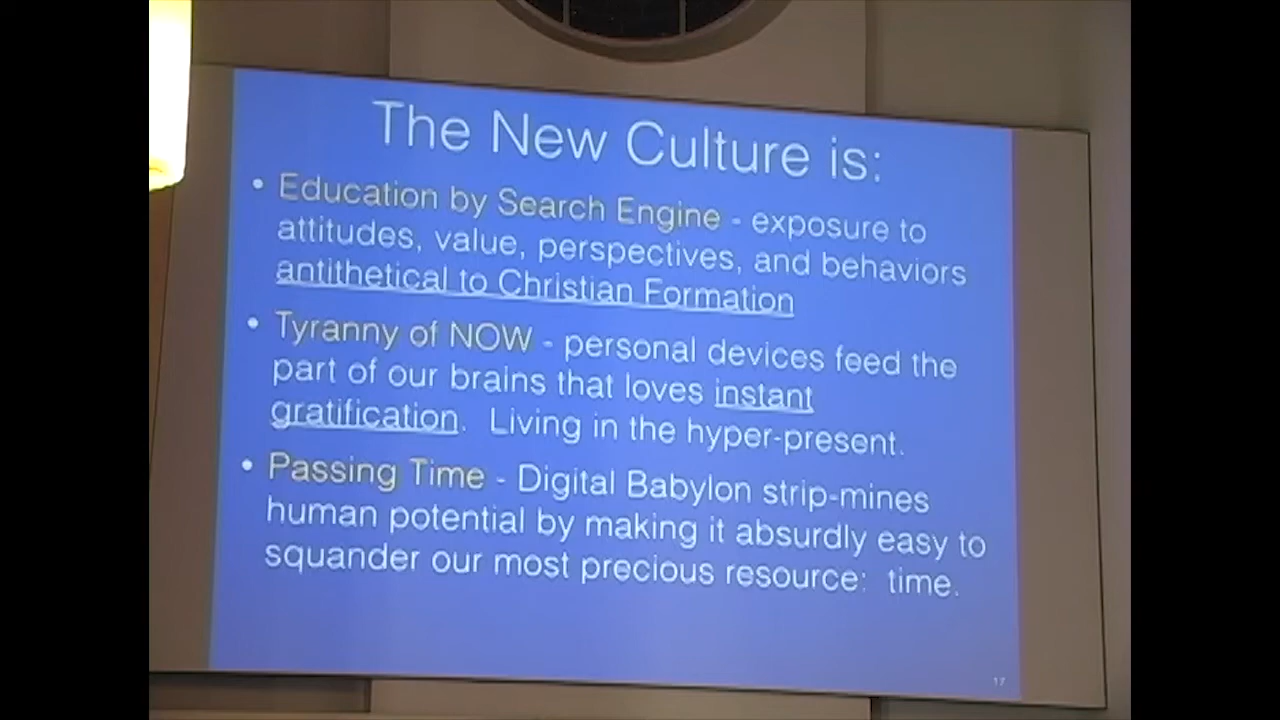 The New Culture is:
• Education by Search Engine - exposure to
attitudes, value, perspectives, and behaviors
antithetical to Christian Formation
• Tyranny of NOW - personal devices feed the
part of our brains that loves instant
gratification. Living in the hyper-present.
• Passing Time - Digital Babylon strip-mines
human potential by making it absurdly easy to
squander our most precious resource: time.
17